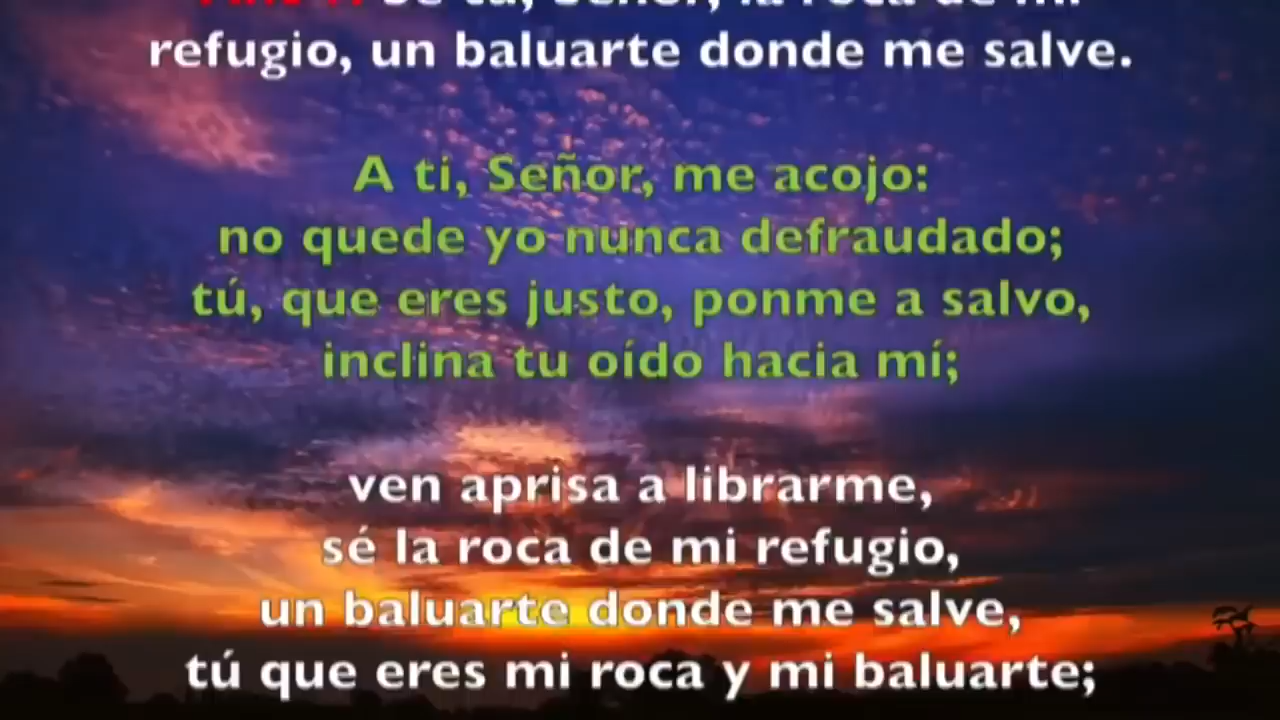 Sé tú, Señor, la roca de mi
refugio, un baluarte donde me salve.
A ti, Señor, me acojo:
no quede yo nunca defraudado;
tú, que eres justo, ponme a salvo,
inclina tu oído hacia mí;
ven aprisa a librarme,
sé la roca de mi refugio,
un baluarte donde me salve,
tú que eres mi roca y mi baluarte;